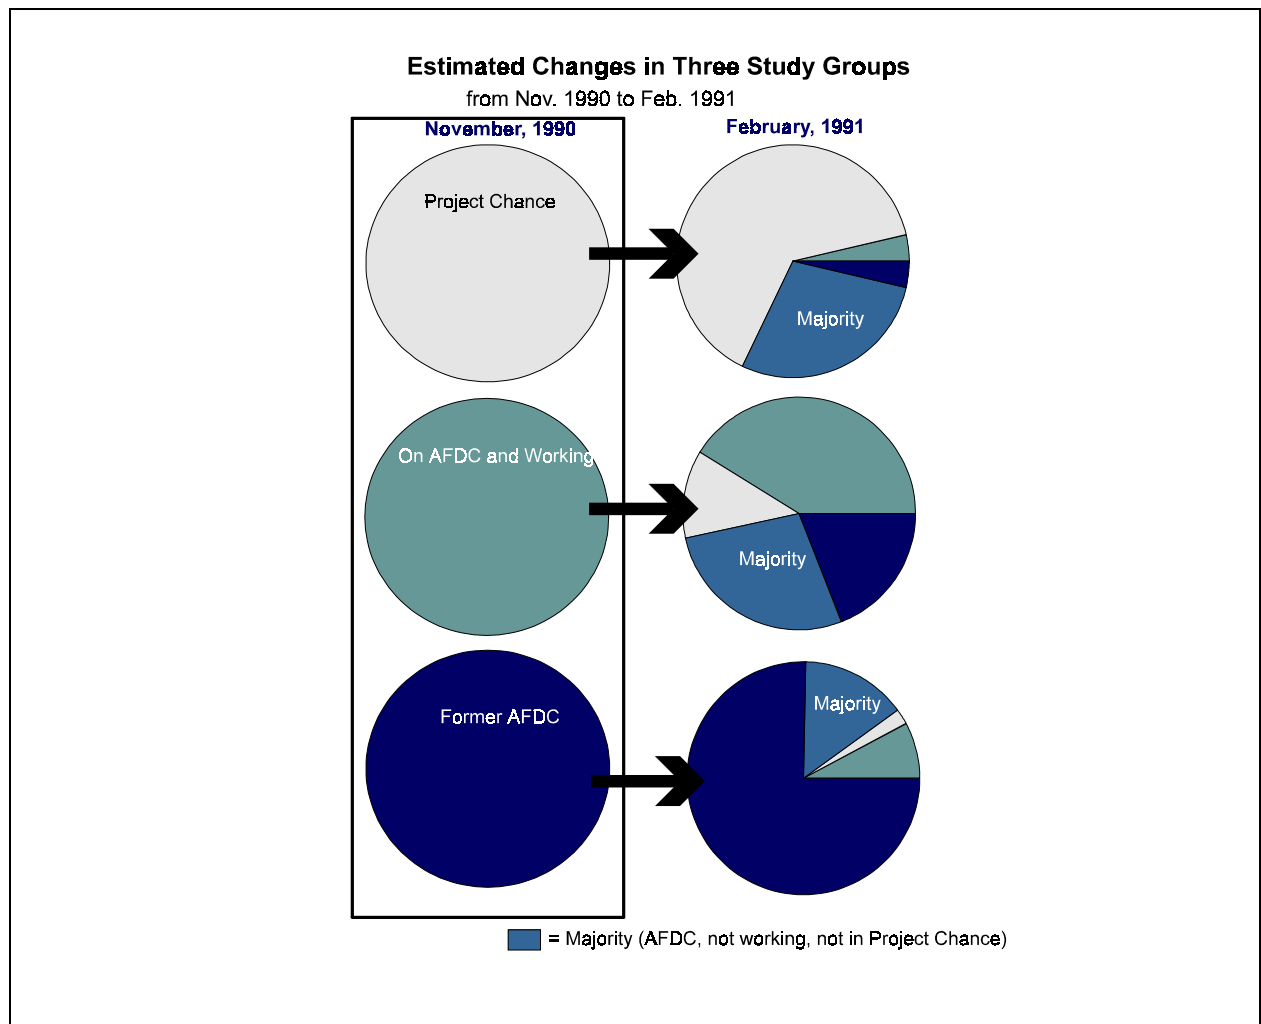 Estimated Changes in Three Study Groups
from Nov. 1990 to Feb. 1991
November, 1990
February, 1991
Project Chance
Majority
On AFDC and Working
Majority
Former AFDC
Majority
= Majority (AFDC, not working, not in Project Chance)